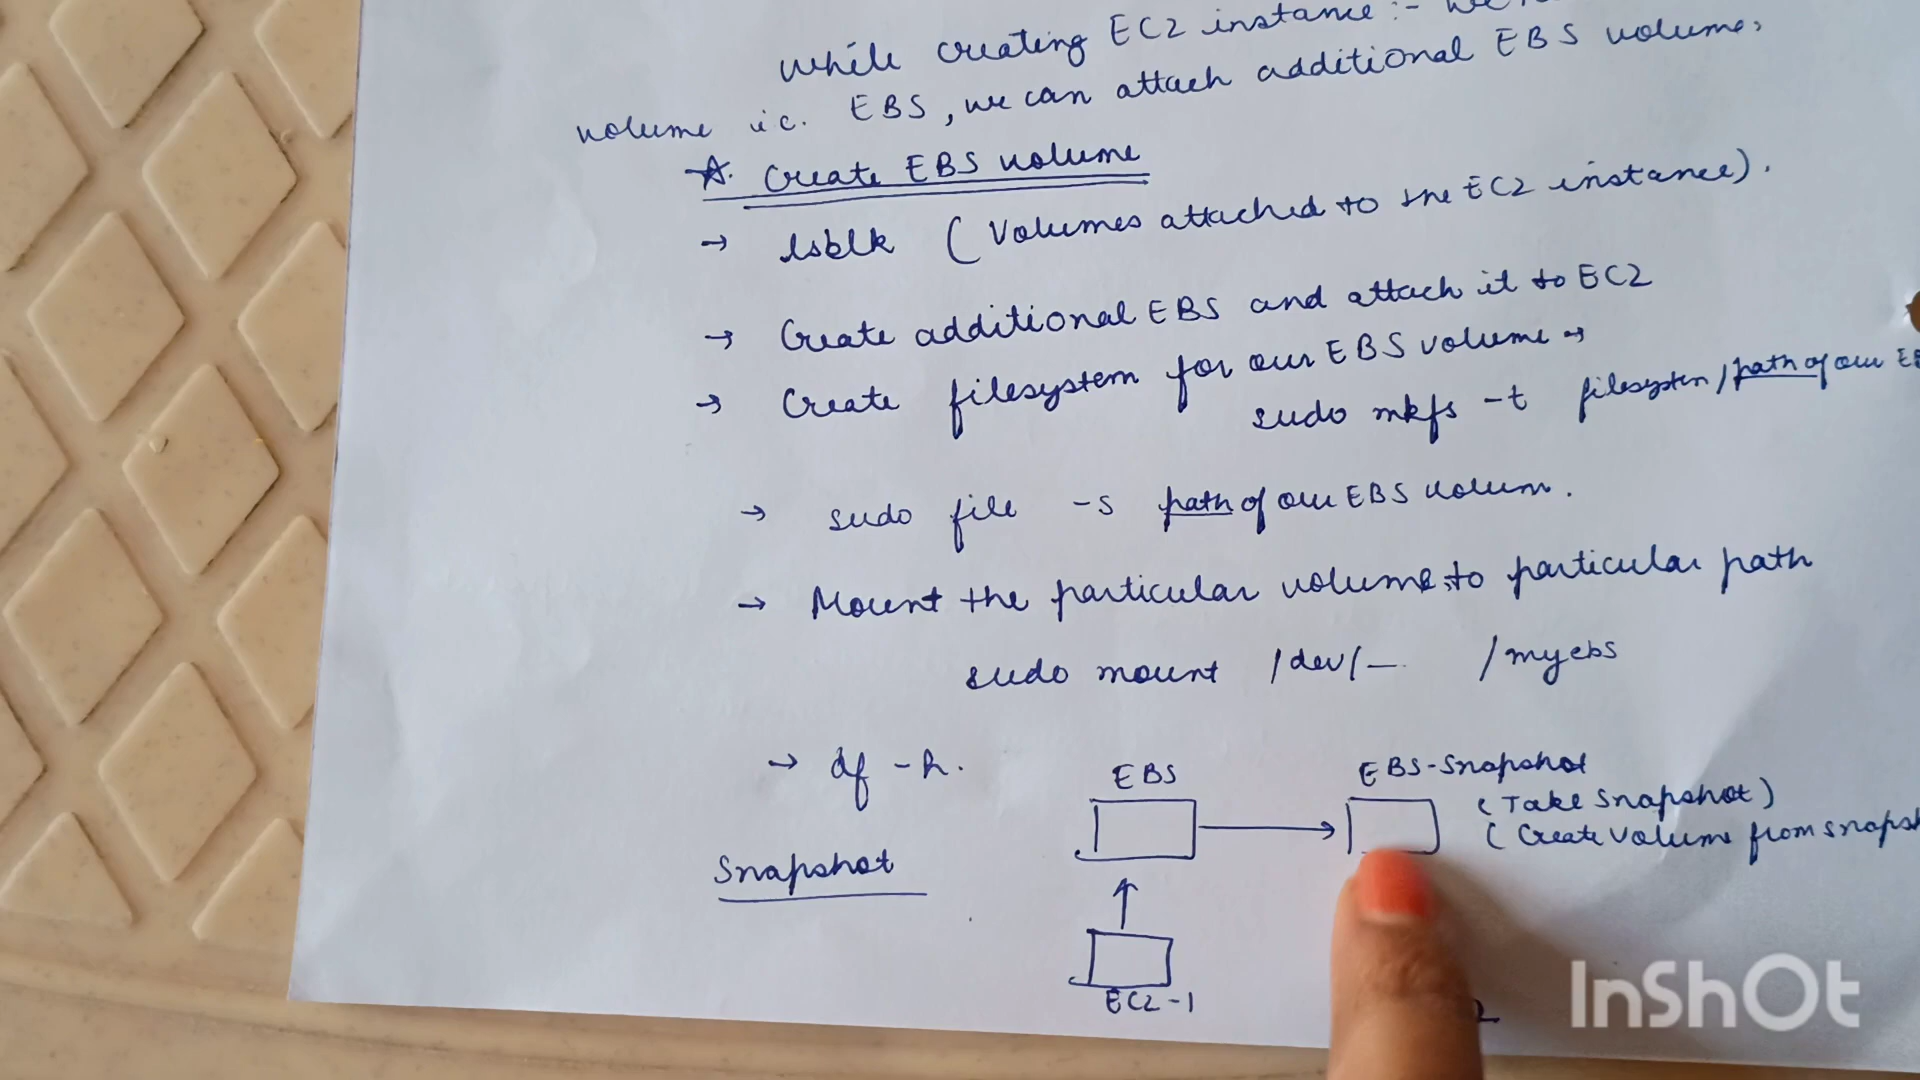 while creating EC2 instance :-
volume i.e. EBS, we can attach additional EBS volume,
☆. Create EBS volume
→ lsblk (Volumes attached to the EC2 instance).
→ Create additional EBS and attach it to EC2
→ Create filesystem for our EBS volume →
sudo mkfs -t filesystem / path of our
→ sudo file -s path of our EBS volum.
→ Mount the particular volume to particular path
sudo mount /dev/—. /myebs
→ df -h.
EBS
EBS-Snapshot
(Take Snapshot)
(Create volume from snapsh
Snapshot
EC2-1
2
InShOt